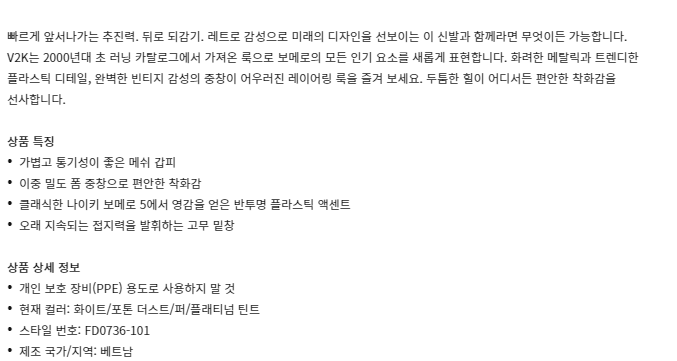 빠르게 앞서나가는 추진력. 뒤로 되감기. 레트로 감성으로 미래의 디자인을 선보이는 이 신발과 함께라면 무엇이든 가능합니다.
V2K는 2000년대 초 러닝 카탈로그에서 가져온 룩으로 보메로의 모든 인기 요소를 새롭게 표현합니다. 화려한 메탈릭과 트렌디한
플라스틱 디테일, 완벽한 빈티지 감성의 중창이 어우러진 레이어링 룩을 즐겨 보세요. 두툼한 힐이 어디서든 편안한 착화감을
선사합니다.
상품 특징
• 가볍고 통기성이 좋은 메쉬 갑피
• 이중 밀도 폼 중창으로 편안한 착화감
• 클래식한 나이키 보메로 5에서 영감을 얻은 반투명 플라스틱 액센트
• 오래 지속되는 접지력을 발휘하는 고무 밑창
상품 상세 정보
• 개인 보호 장비(PPE) 용도로 사용하지 말 것
• 현재 컬러: 화이트/포톤 더스트/퍼/플래티넘 틴트
• 스타일 번호: FD0736-101
• 제조 국가/지역: 베트남